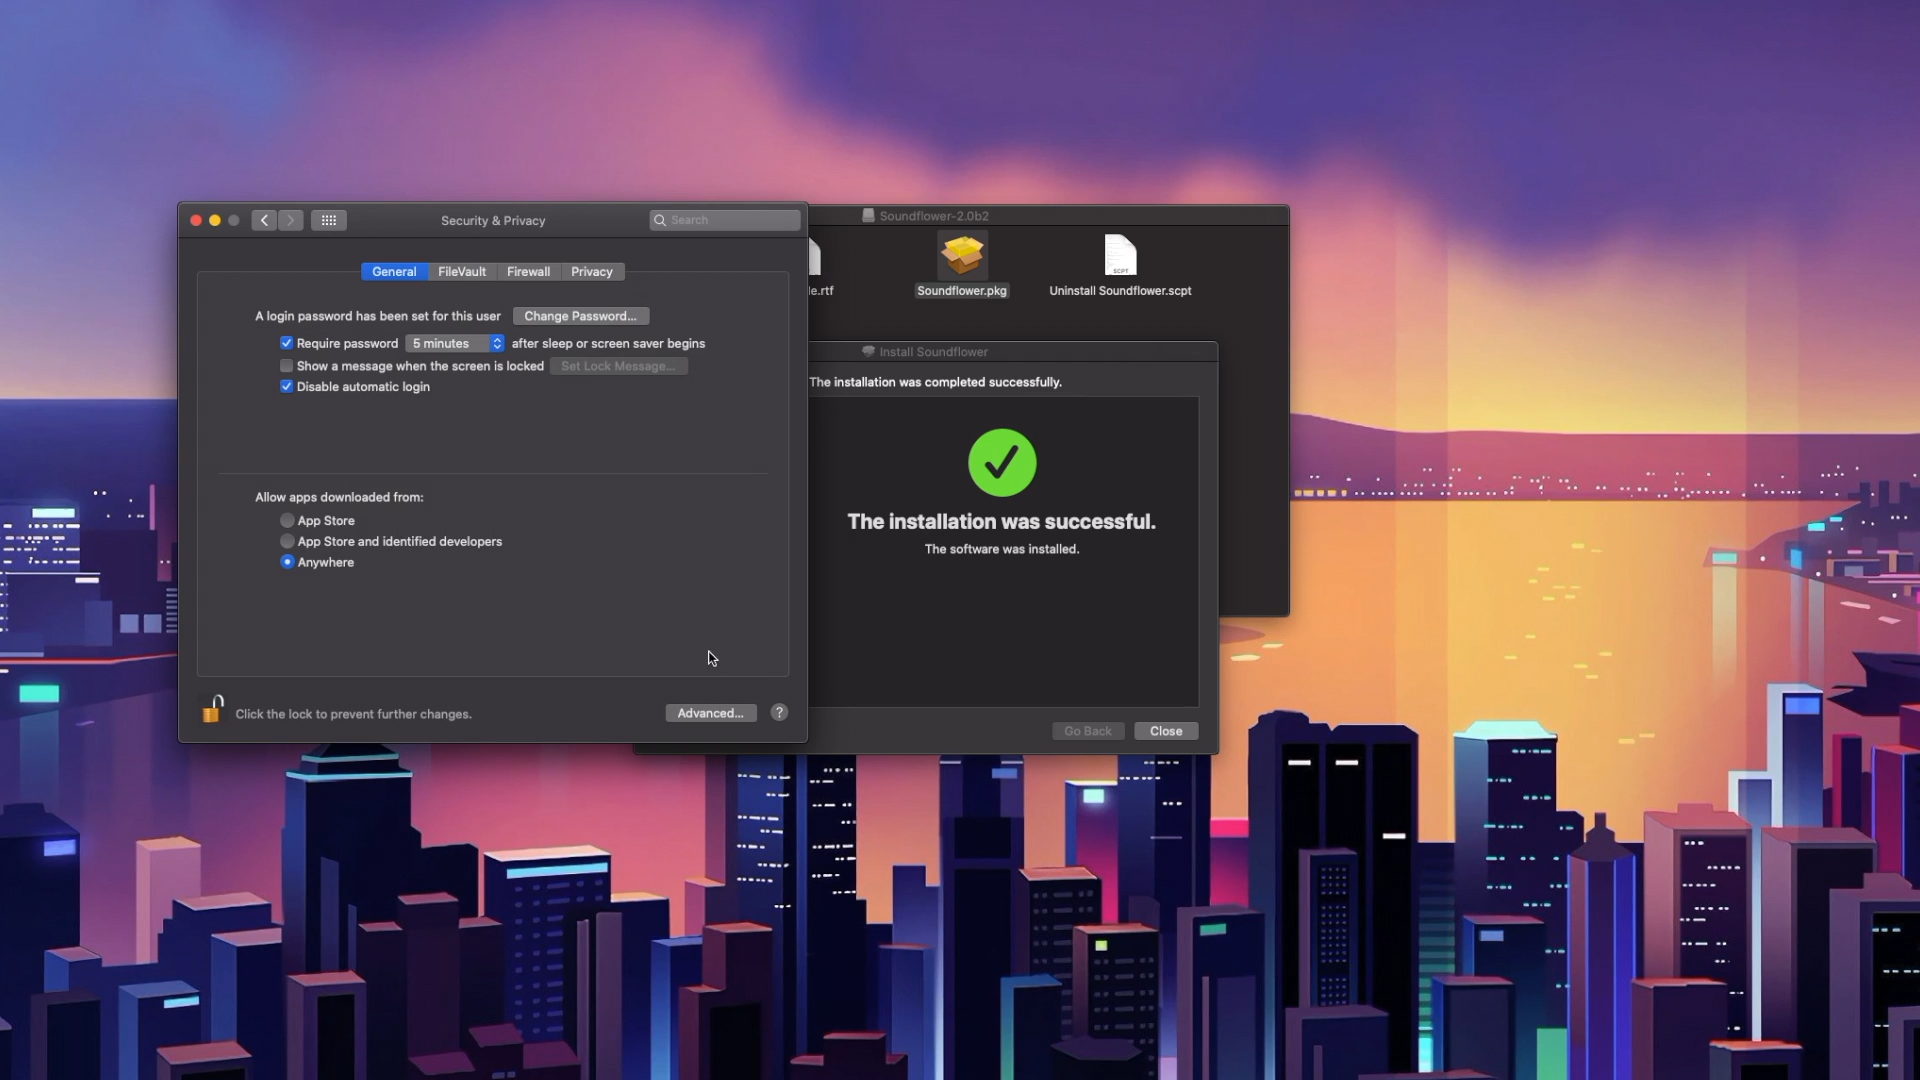 Security & Privacy
Search
General
FileVault
Firewall
Privacy
A login password has been set for this user
Change Password...
Require password
5 minutes
after sleep or screen saver begins
Show a message when the screen is locked
Set Lock Message...
Disable automatic login
Allow apps downloaded from:
App Store
App Store and identified developers
Anywhere
Click the lock to prevent further changes.
Advanced...
?
Soundflower-2.0b2
e.rtf
Soundflower.pkg
SCPT
Uninstall Soundflower.scpt
Install Soundflower
The installation was completed successfully.
The installation was successful.
The software was installed.
Go Back
Close